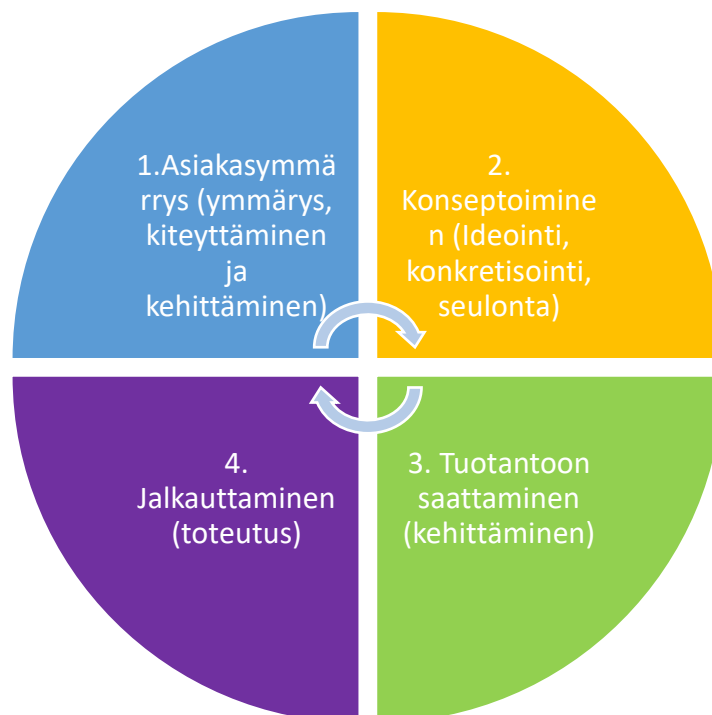 1.Asiakasymmä
rrys (ymmärys,
kiteyttäminen
ja
kehittäminen)
2.
Konseptoimine
n (Ideointi,
konkretisointi,
seulonta)
3. Tuotantoon
saattaminen
(kehittäminen)
4.
Jalkauttaminen
(toteutus)